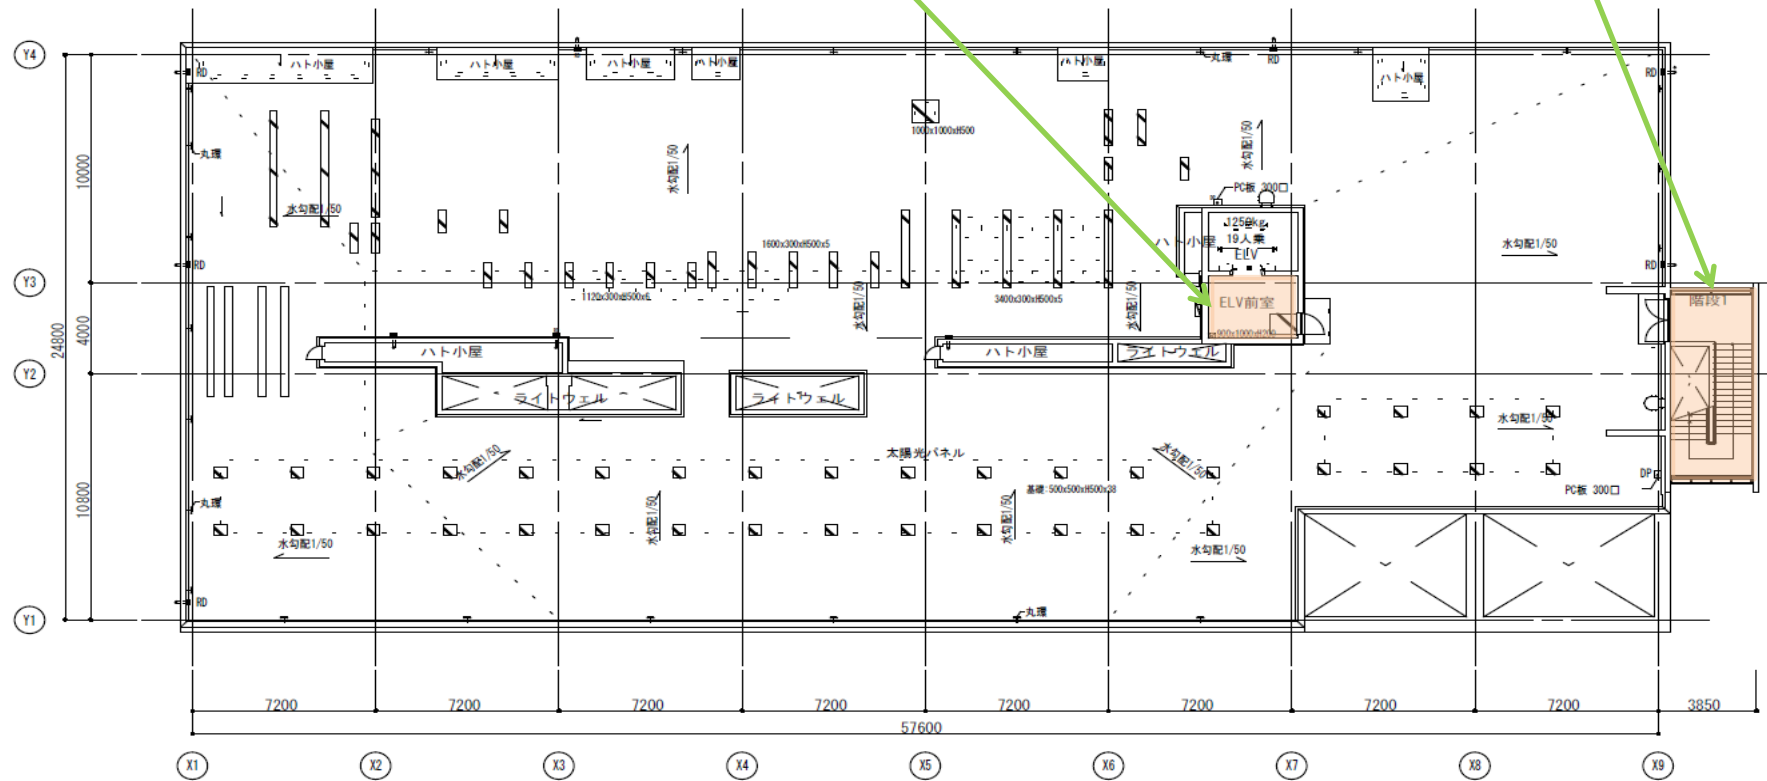 Y4
RD
ハト小屋
ハト小屋
ハト小屋
ハト小屋
ハト小屋
丸環
RD
ハト小屋
RD
1000x1000xH500
丸環
水勾配1/50
水勾配1/50
10000
PC板 300口
水勾配1/50
1250kg
19人乗
ELV
ハト小屋
1600x300xH500x5
水勾配1/50
RD
RD
Y3
1120x300xH500x6
水勾配1/50
3400x300xH500x5
水勾配1/50
ELV前室
900x1000xH200
階段1
24800
4000
ハト小屋
ハト小屋
ライトウェル
Y2
ライトウェル
ライトウェル
水勾配1/50
太陽光パネル
水勾配1/50
水勾配1/50
基礎:500x500xH500x38
DP
PC板 300口
丸環
10800
水勾配1/50
水勾配1/50
水勾配1/50
水勾配1/50
RD
丸環
Y1
7200
7200
7200
7200
7200
7200
7200
7200
3850
57600
X1
X2
X3
X4
X5
X6
X7
X8
X9